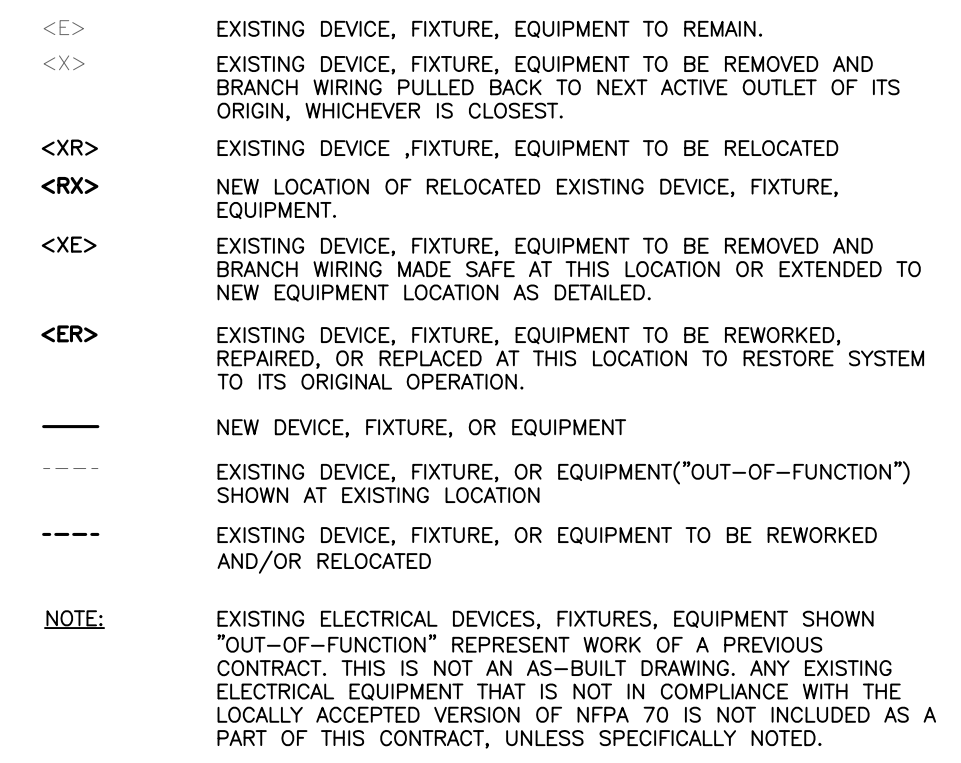 <E> EXISTING DEVICE, FIXTURE, EQUIPMENT TO REMAIN.
<X> EXISTING DEVICE, FIXTURE, EQUIPMENT TO BE REMOVED AND
BRANCH WIRING PULLED BACK TO NEXT ACTIVE OUTLET OF ITS
ORIGIN, WHICHEVER IS CLOSEST.
<XR> EXISTING DEVICE ,FIXTURE, EQUIPMENT TO BE RELOCATED
<RX> NEW LOCATION OF RELOCATED EXISTING DEVICE, FIXTURE,
EQUIPMENT.
<XE> EXISTING DEVICE, FIXTURE, EQUIPMENT TO BE REMOVED AND
BRANCH WIRING MADE SAFE AT THIS LOCATION OR EXTENDED TO
NEW EQUIPMENT LOCATION AS DETAILED.
<ER> EXISTING DEVICE, FIXTURE, EQUIPMENT TO BE REWORKED,
REPAIRED, OR REPLACED AT THIS LOCATION TO RESTORE SYSTEM
TO ITS ORIGINAL OPERATION.
NEW DEVICE, FIXTURE, OR EQUIPMENT
EXISTING DEVICE, FIXTURE, OR EQUIPMENT("OUT–OF–FUNCTION")
SHOWN AT EXISTING LOCATION
EXISTING DEVICE, FIXTURE, OR EQUIPMENT TO BE REWORKED
AND/OR RELOCATED
NOTE: EXISTING ELECTRICAL DEVICES, FIXTURES, EQUIPMENT SHOWN
"OUT–OF–FUNCTION" REPRESENT WORK OF A PREVIOUS
CONTRACT. THIS IS NOT AN AS–BUILT DRAWING. ANY EXISTING
ELECTRICAL EQUIPMENT THAT IS NOT IN COMPLIANCE WITH THE
LOCALLY ACCEPTED VERSION OF NFPA 70 IS NOT INCLUDED AS A
PART OF THIS CONTRACT, UNLESS SPECIFICALLY NOTED.